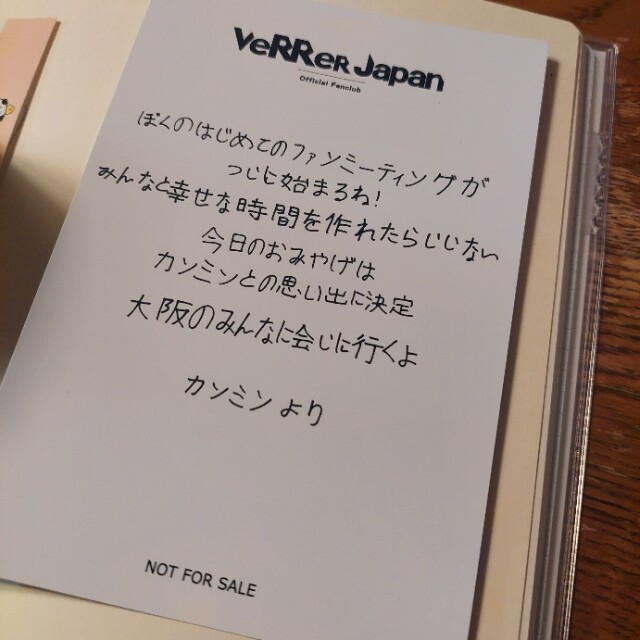 VERRER JAPAN
Official Fanclub
ぼくのはじめてのファンミーティングが
ついに始まるね!
みんなと幸せな時間を作れたらいいな
今日のおみやげは
カンミンとの思い出に決定
大阪のみんなに会いに行くよ
カンミンより
NOT FOR SALE